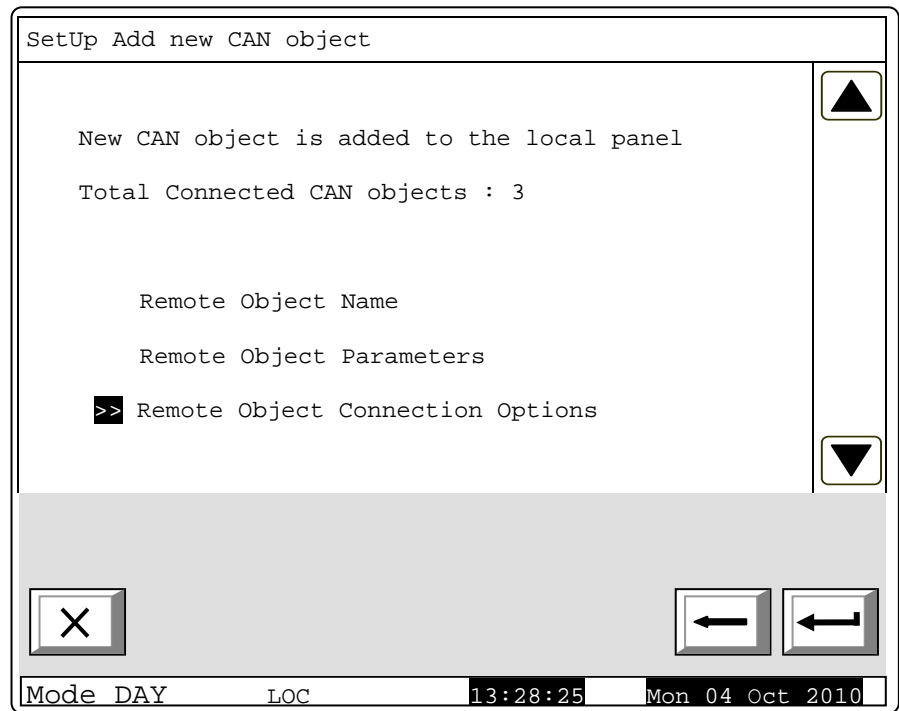 SetUp Add new CAN object
New CAN object is added to the local panel
Total Connected CAN objects : 3
Remote Object Name
Remote Object Parameters
>> Remote Object Connection Options
Mode DAY LOC 13:28:25 Mon 04 Oct 2010